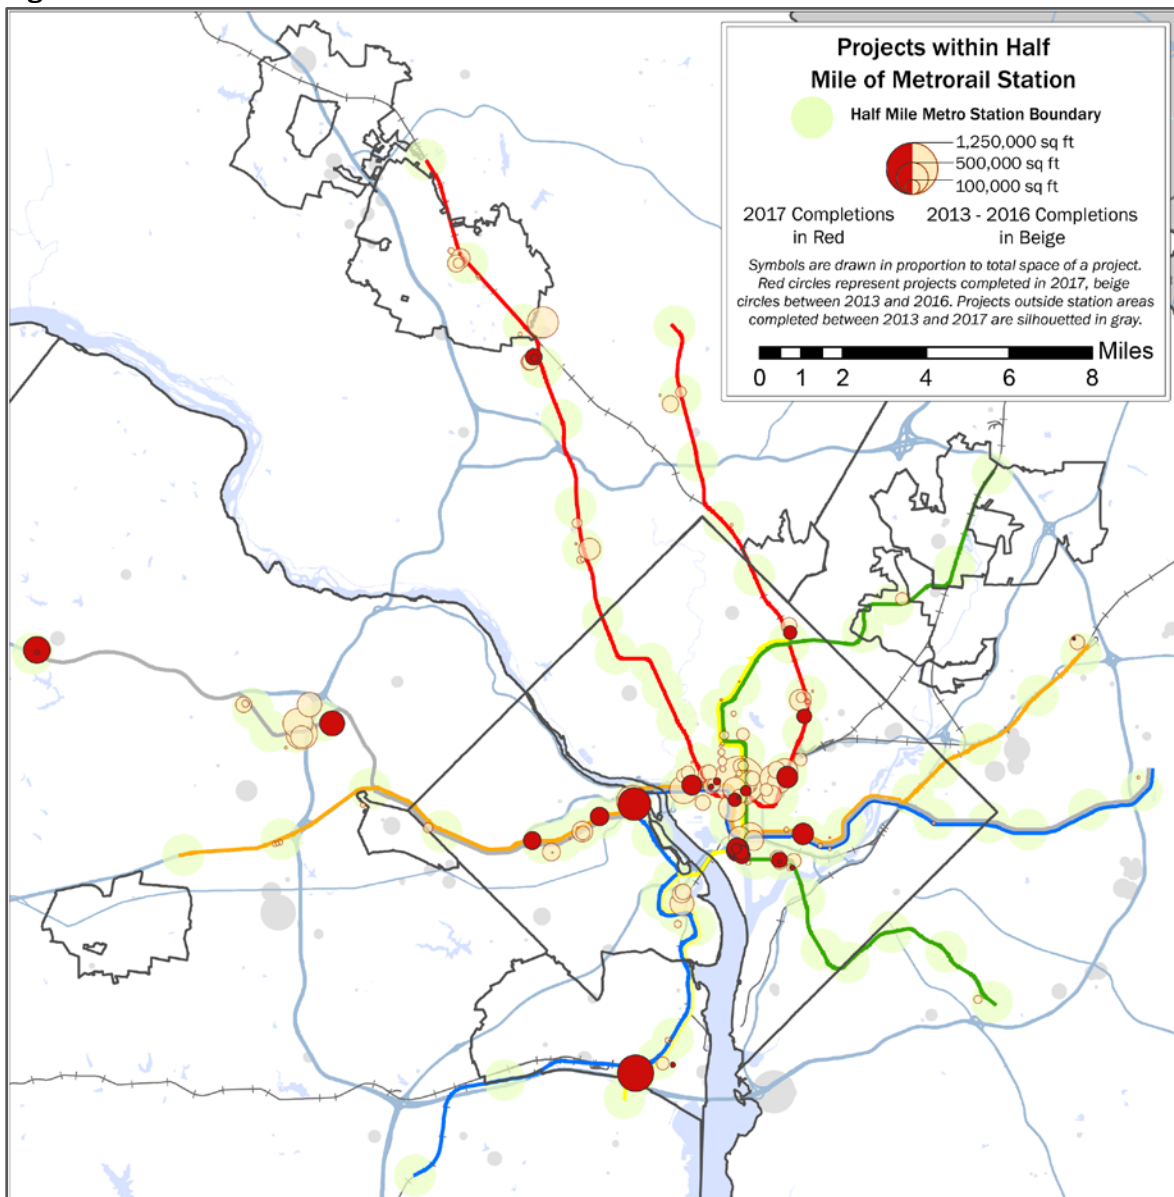 Projects within Half
Mile of Metrorail Station
Half Mile Metro Station Boundary
1,250,000 sq ft
500,000 sq ft
100,000 sq ft
2017 Completions
in Red
2013 - 2016 Completions
in Beige
Symbols are drawn in proportion to total space of a project.
Red circles represent projects completed in 2017, beige
circles between 2013 and 2016. Projects outside station areas
completed between 2013 and 2017 are silhouetted in gray.
Miles
0 1 2 4 6 8